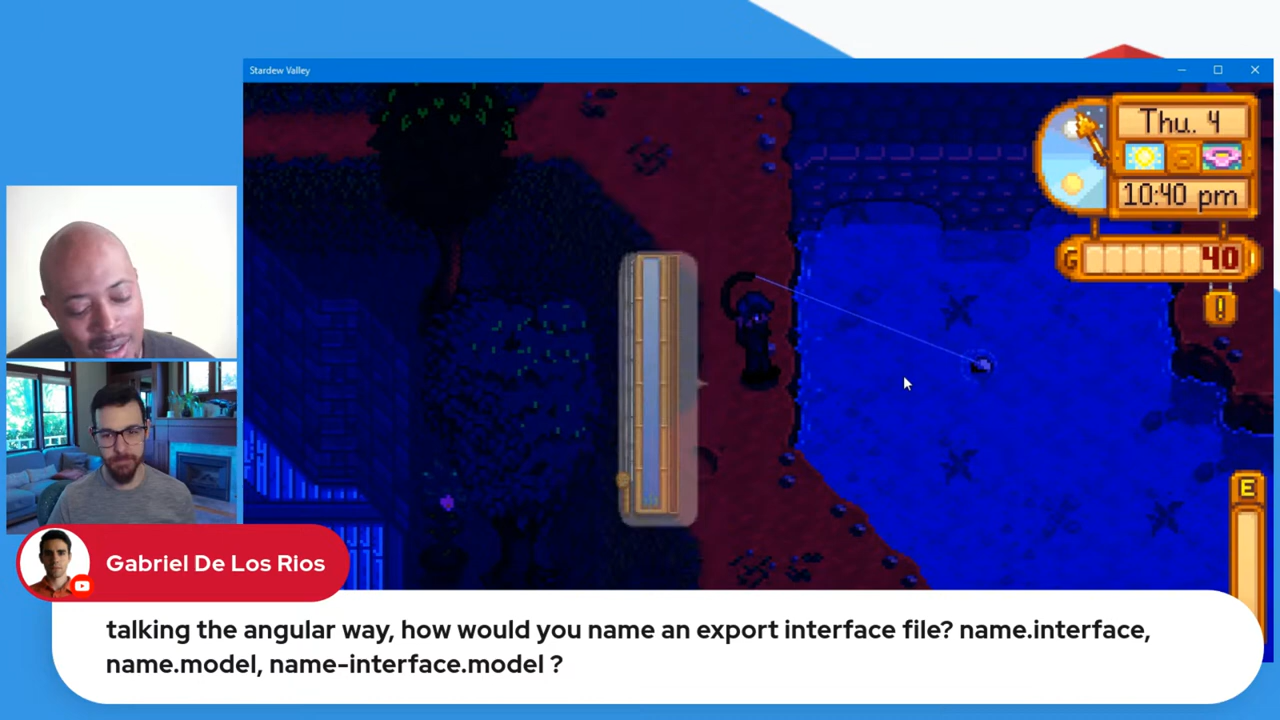 Stardew Valley
Thu. 4
10:40 pm
G 40
!
E
Gabriel De Los Rios
talking the angular way, how would you name an export interface file? name.interface,
name.model, name-interface.model ?